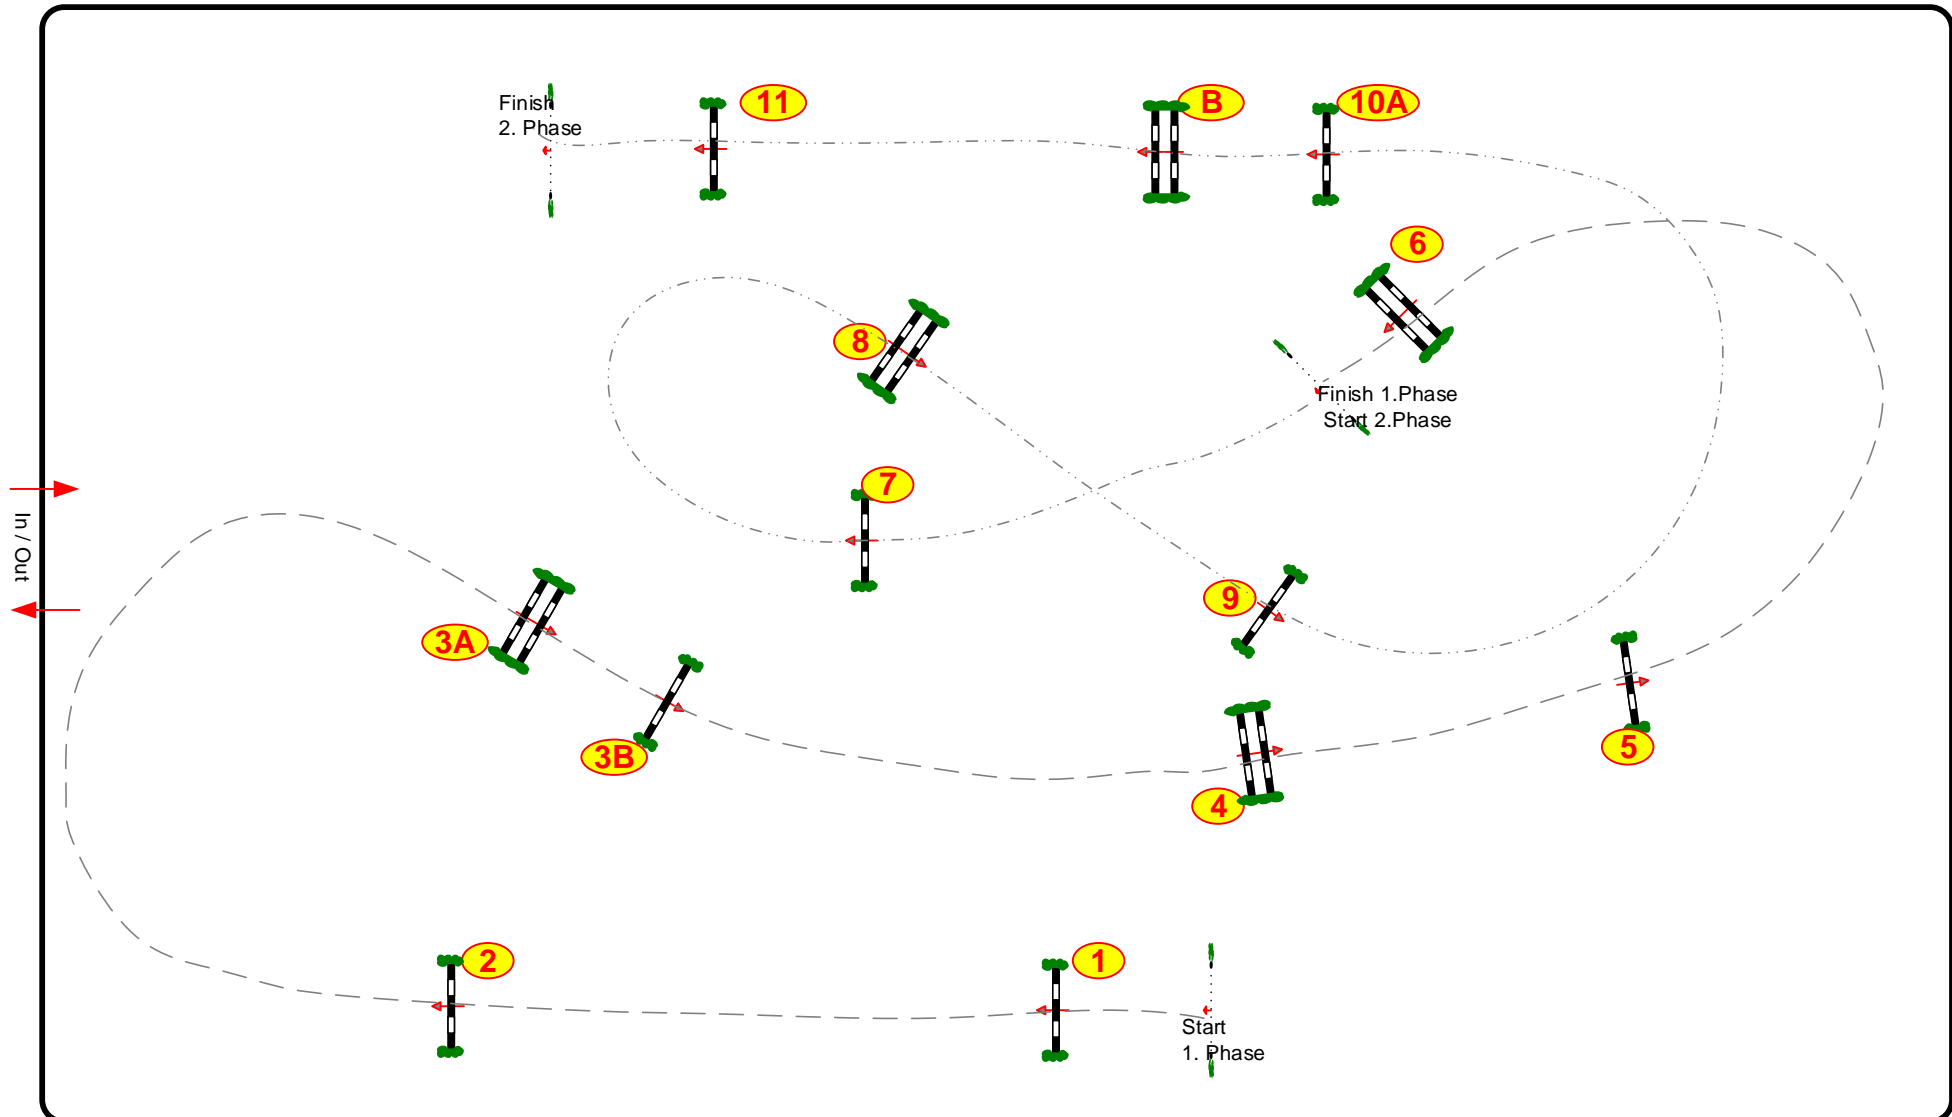 Finish
2. Phase
11
B
10A
6
8
Finish 1.Phase
Start 2.Phase
7
In / Out
9
3A
3B
5
4
2
1
Start
1. Phase